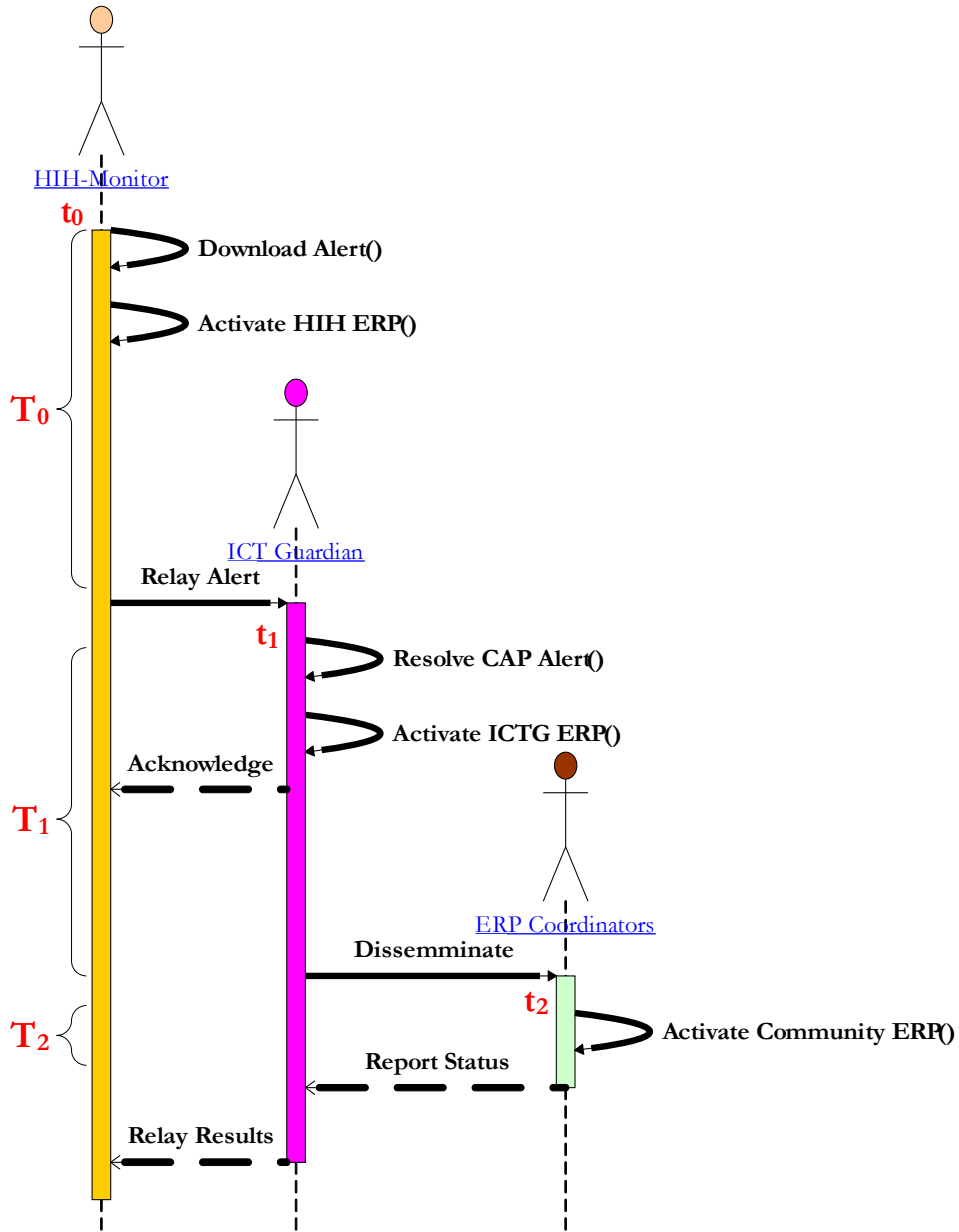 HIH-Monitor
t0
Download Alert()
Activate HIH ERP()
T0
ICT Guardian
Relay Alert
t1
Resolve CAP Alert()
Activate ICTG ERP()
Acknowledge
T1
ERP Coordinators
Dissemminate
t2
Activate Community ERP()
T2
Report Status
Relay Results